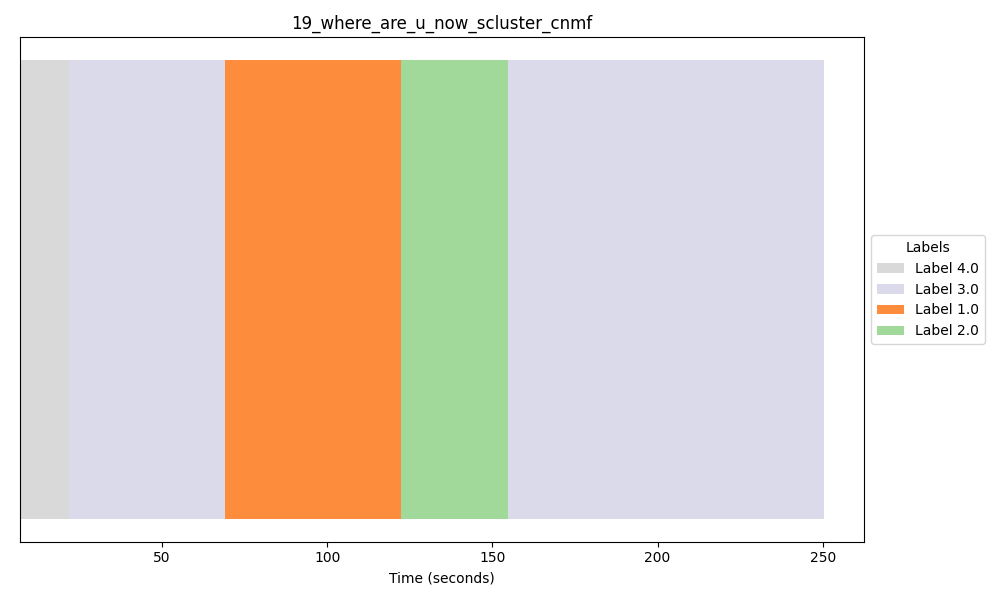 19_where_are_u_now_scluster_cnmf
Labels
Label 4.0
Label 3.0
Label 1.0
Label 2.0
50
100
150
200
250
Time (seconds)